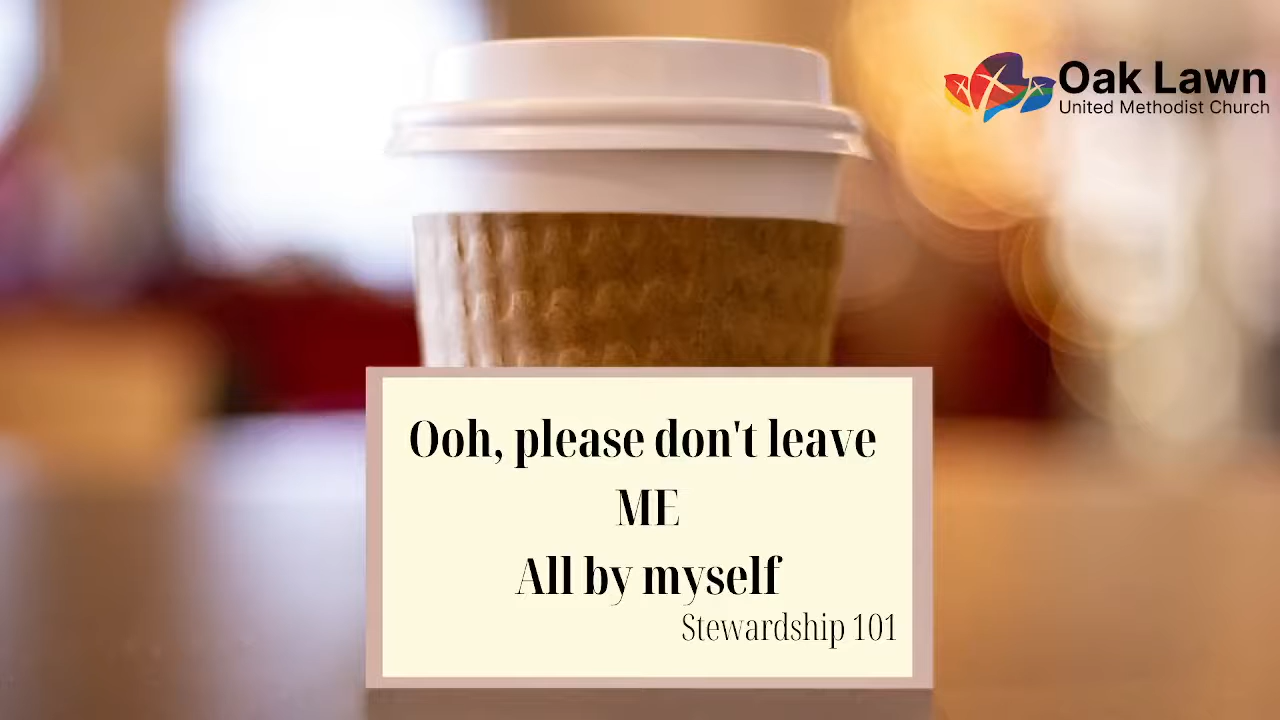 Oak Lawn
United Methodist Church
Ooh, please don't leave
ME
All by myself
Stewardship 101